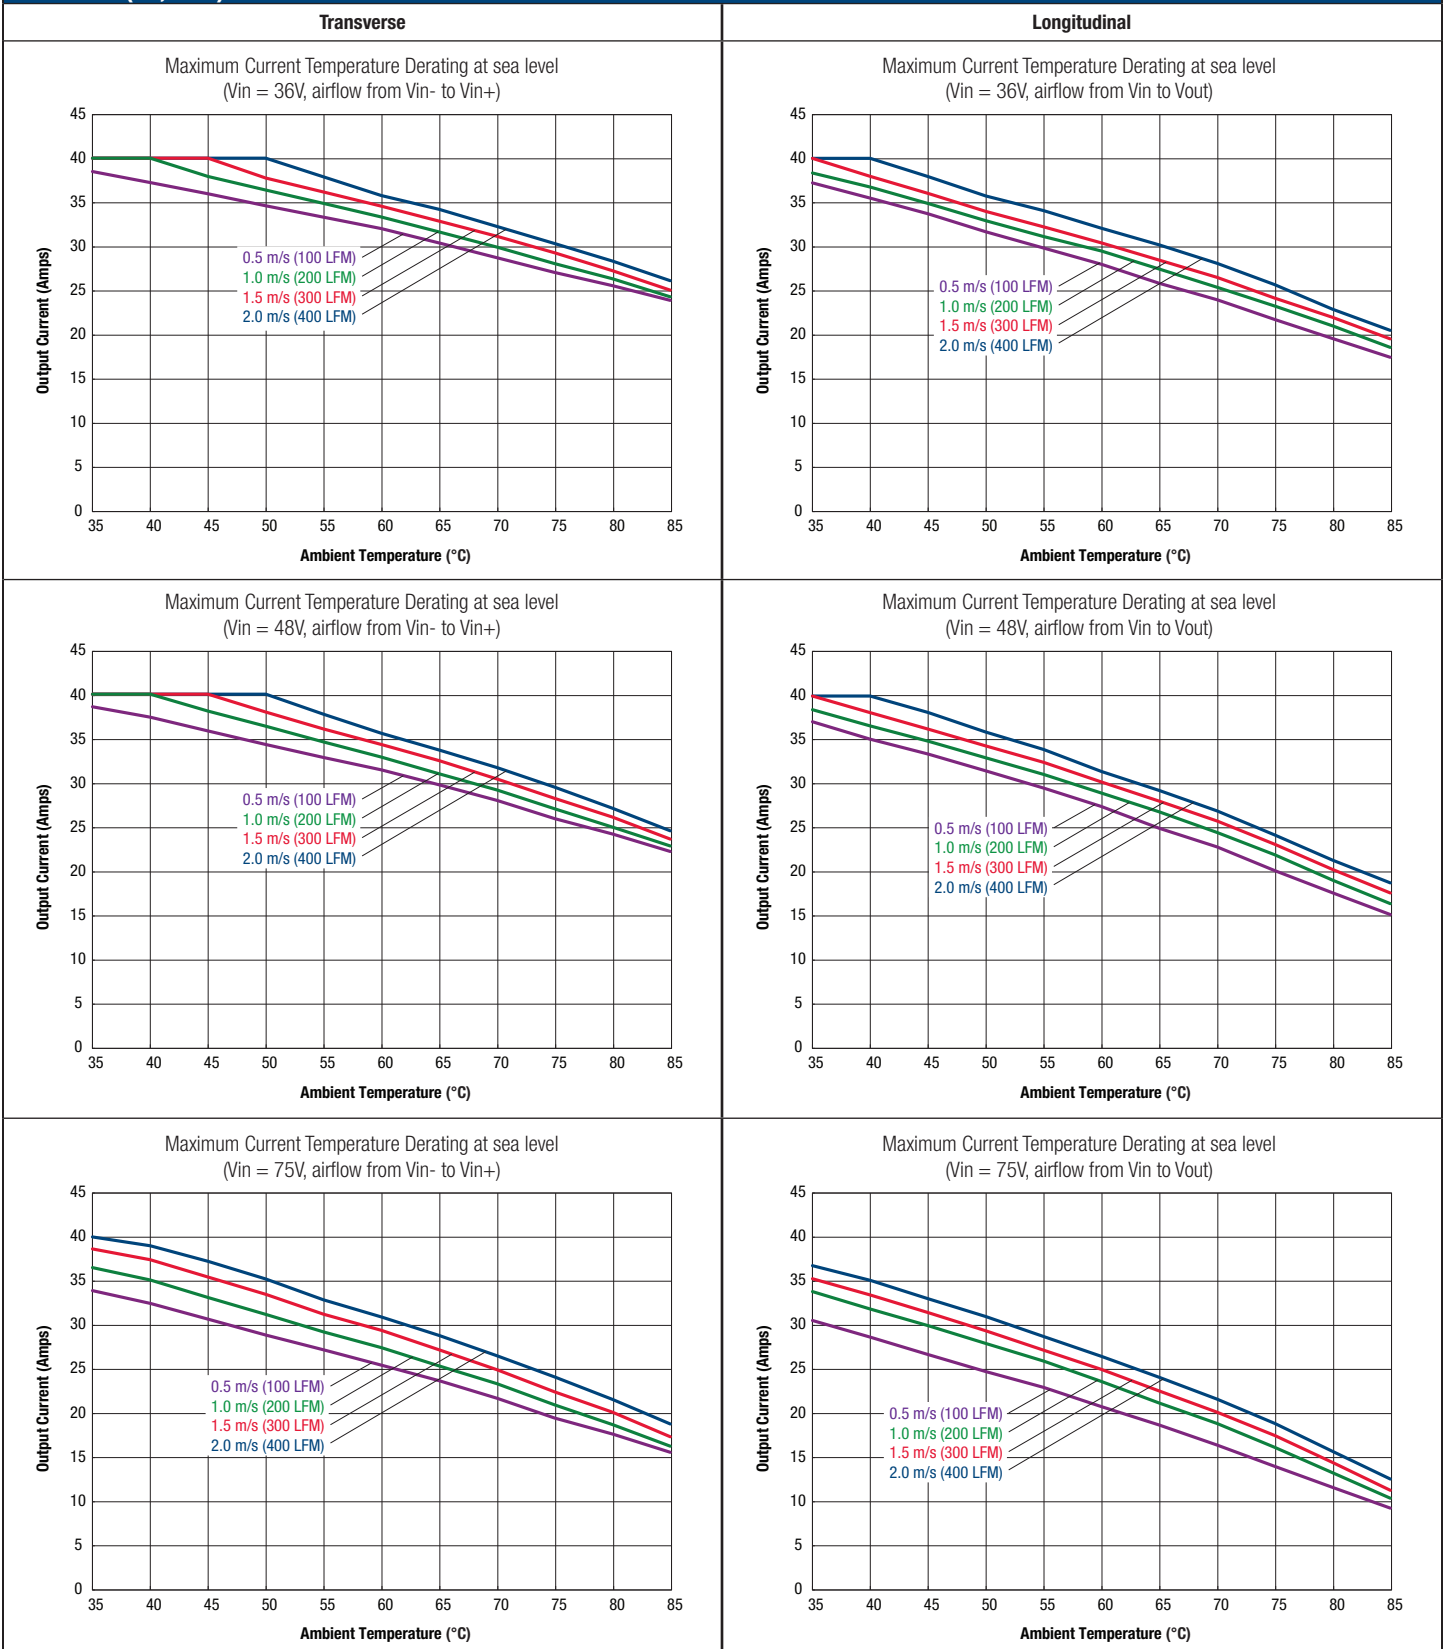 Transverse
Longitudinal
Maximum Current Temperature Derating at sea level
(Vin = 36V, airflow from Vin- to Vin+)
45
40
35
30
25
20
15
10
5
0
Output Current (Amps)
0.5 m/s (100 LFM)
1.0 m/s (200 LFM)
1.5 m/s (300 LFM)
2.0 m/s (400 LFM)
35 40 45 50 55 60 65 70 75 80 85
Ambient Temperature (°C)
Maximum Current Temperature Derating at sea level
(Vin = 36V, airflow from Vin to Vout)
45
40
35
30
25
20
15
10
5
0
Output Current (Amps)
0.5 m/s (100 LFM)
1.0 m/s (200 LFM)
1.5 m/s (300 LFM)
2.0 m/s (400 LFM)
35 40 45 50 55 60 65 70 75 80 85
Ambient Temperature (°C)
Maximum Current Temperature Derating at sea level
(Vin = 48V, airflow from Vin- to Vin+)
45
40
35
30
25
20
15
10
5
0
Output Current (Amps)
0.5 m/s (100 LFM)
1.0 m/s (200 LFM)
1.5 m/s (300 LFM)
2.0 m/s (400 LFM)
35 40 45 50 55 60 65 70 75 80 85
Ambient Temperature (°C)
Maximum Current Temperature Derating at sea level
(Vin = 48V, airflow from Vin to Vout)
45
40
35
30
25
20
15
10
5
0
Output Current (Amps)
0.5 m/s (100 LFM)
1.0 m/s (200 LFM)
1.5 m/s (300 LFM)
2.0 m/s (400 LFM)
35 40 45 50 55 60 65 70 75 80 85
Ambient Temperature (°C)
Maximum Current Temperature Derating at sea level
(Vin = 75V, airflow from Vin- to Vin+)
45
40
35
30
25
20
15
10
5
0
Output Current (Amps)
0.5 m/s (100 LFM)
1.0 m/s (200 LFM)
1.5 m/s (300 LFM)
2.0 m/s (400 LFM)
35 40 45 50 55 60 65 70 75 80 85
Ambient Temperature (°C)
Maximum Current Temperature Derating at sea level
(Vin = 75V, airflow from Vin to Vout)
45
40
35
30
25
20
15
10
5
0
Output Current (Amps)
0.5 m/s (100 LFM)
1.0 m/s (200 LFM)
1.5 m/s (300 LFM)
2.0 m/s (400 LFM)
35 40 45 50 55 60 65 70 75 80 85
Ambient Temperature (°C)